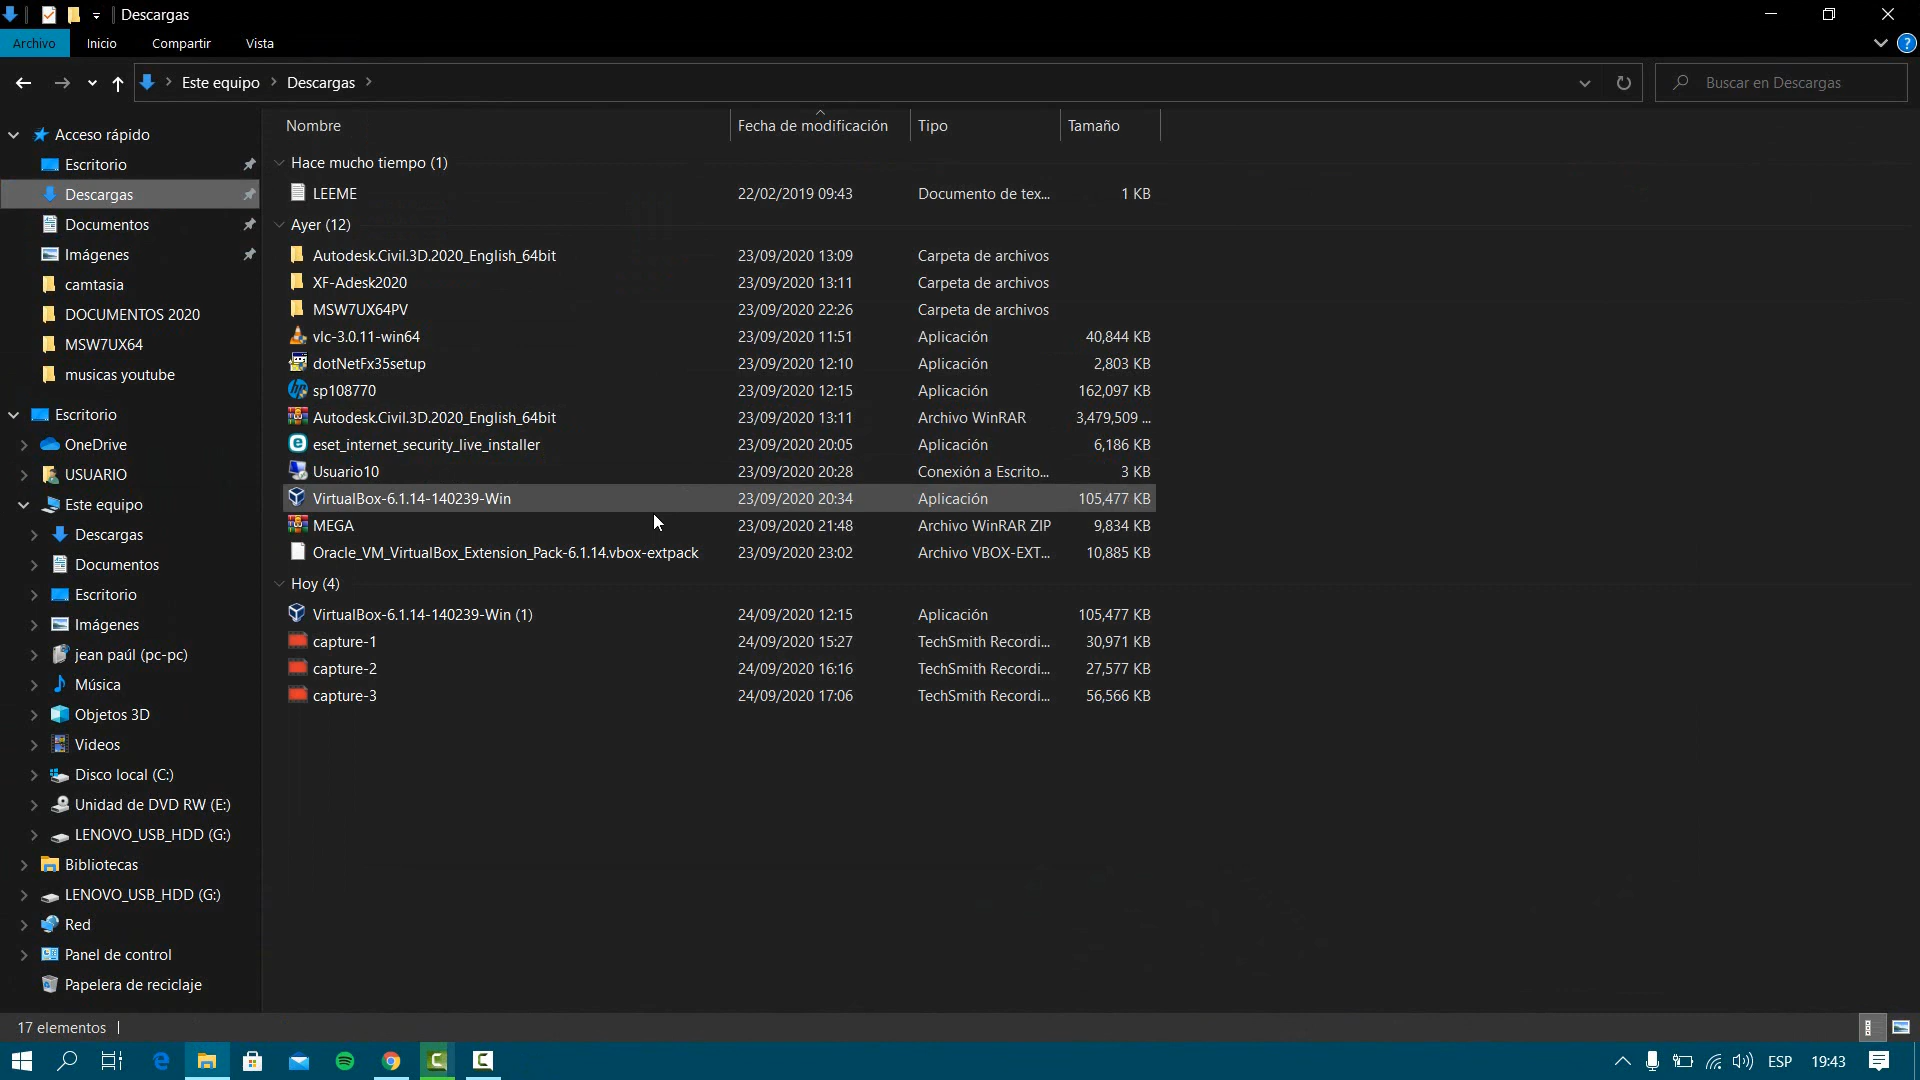 Descargas
Archivo Inicio Compartir Vista
Este equipo Descargas Buscar en Descargas
Nombre Fecha de modificación Tipo Tamaño
Acceso rápido
Escritorio
Descargas
Documentos
Imágenes
camtasia
DOCUMENTOS 2020
MSW7UX64
musicas youtube
Escritorio
OneDrive
USUARIO
Este equipo
Descargas
Documentos
Escritorio
Imágenes
jean paúl (pc-pc)
Música
Objetos 3D
Videos
Disco local (C:)
Unidad de DVD RW (E:)
LENOVO_USB_HDD (G:)
Bibliotecas
LENOVO_USB_HDD (G:)
Red
Panel de control
Papelera de reciclaje
Hace mucho tiempo (1)
LEEME 22/02/2019 09:43 Documento de tex... 1 KB
Ayer (12)
Autodesk.Civil.3D.2020_English_64bit 23/09/2020 13:09 Carpeta de archivos
XF-Adesk2020 23/09/2020 13:11 Carpeta de archivos
MSW7UX64PV 23/09/2020 22:26 Carpeta de archivos
vlc-3.0.11-win64 23/09/2020 11:51 Aplicación 40,844 KB
dotNetFx35setup 23/09/2020 12:10 Aplicación 2,803 KB
sp108770 23/09/2020 12:15 Aplicación 162,097 KB
Autodesk.Civil.3D.2020_English_64bit 23/09/2020 13:11 Archivo WinRAR 3,479,509 ...
eset_internet_security_live_installer 23/09/2020 20:05 Aplicación 6,186 KB
Usuario10 23/09/2020 20:28 Conexión a Escrito... 3 KB
VirtualBox-6.1.14-140239-Win 23/09/2020 20:34 Aplicación 105,477 KB
MEGA 23/09/2020 21:48 Archivo WinRAR ZIP 9,834 KB
Oracle_VM_VirtualBox_Extension_Pack-6.1.14.vbox-extpack 23/09/2020 23:02 Archivo VBOX-EXT... 10,885 KB
Hoy (4)
VirtualBox-6.1.14-140239-Win (1) 24/09/2020 12:15 Aplicación 105,477 KB
capture-1 24/09/2020 15:27 TechSmith Recordi... 30,971 KB
capture-2 24/09/2020 16:16 TechSmith Recordi... 27,577 KB
capture-3 24/09/2020 17:06 TechSmith Recordi... 56,566 KB
17 elementos
ESP 19:43